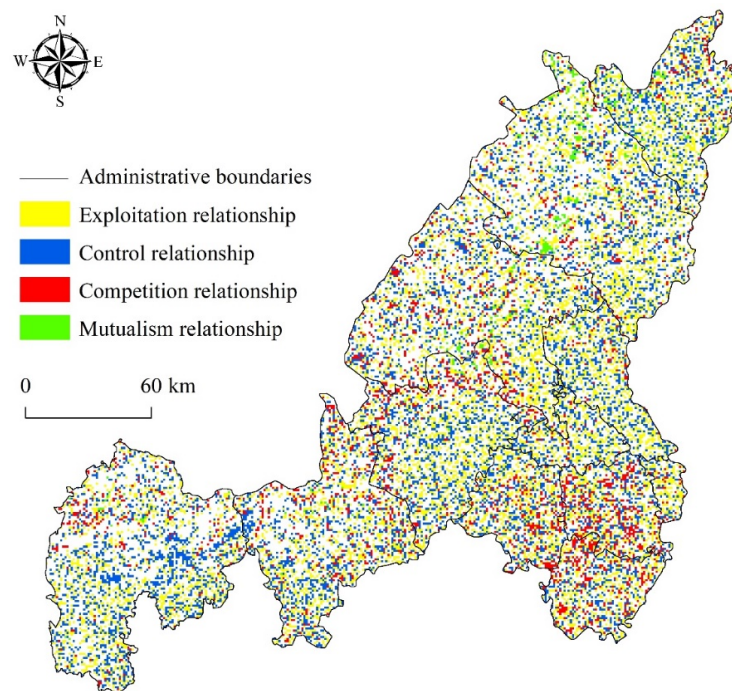 N
W E
S
Administrative boundaries
Exploitation relationship
Control relationship
Competition relationship
Mutualism relationship
0 60 km